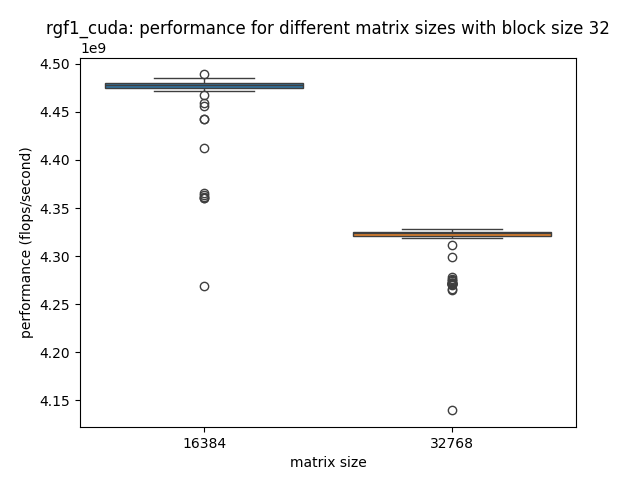 rgf1_cuda: performance for different matrix sizes with block size 32
1e9
4.50
4.45
4.40
4.35
4.30
4.25
4.20
4.15
performance (flops/second)
16384
32768
matrix size